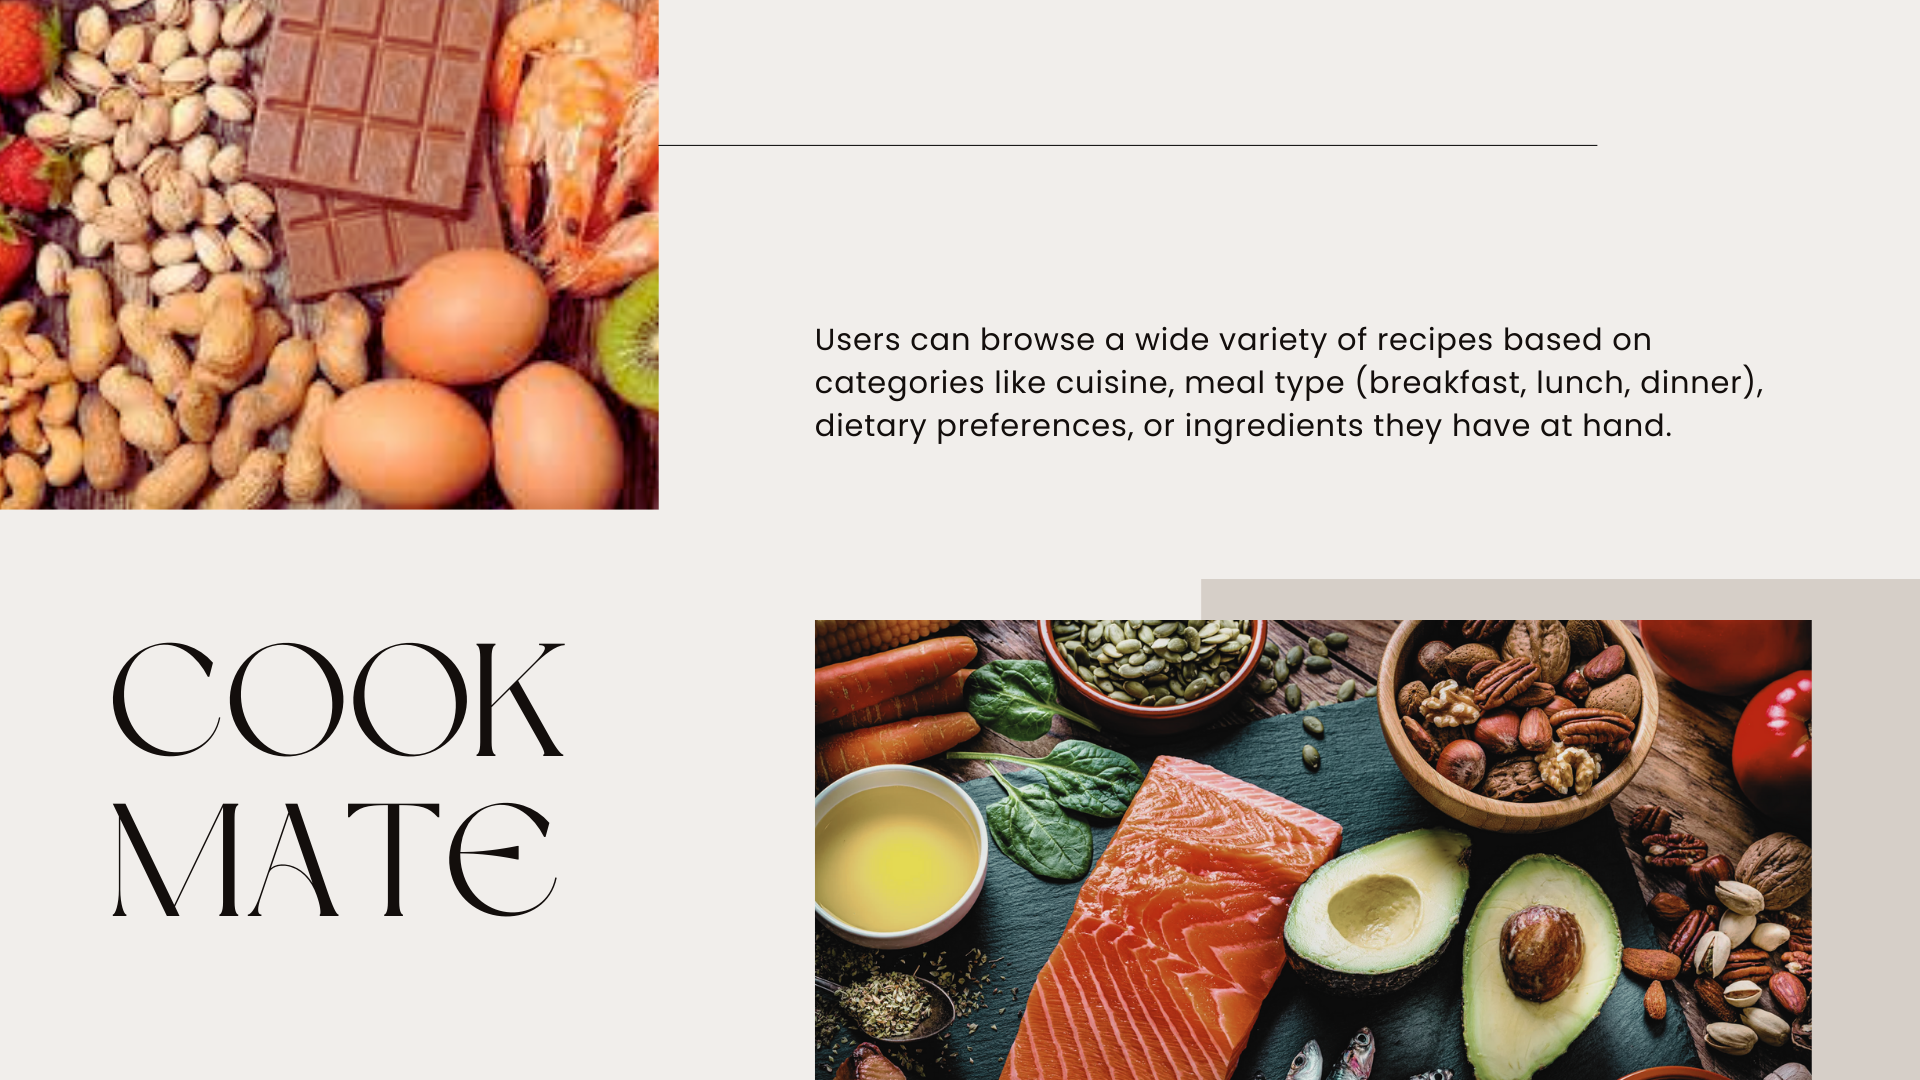 Users can browse a wide variety of recipes based on
categories like cuisine, meal type (breakfast, lunch, dinner),
dietary preferences, or ingredients they have at hand.
COOK
MATE